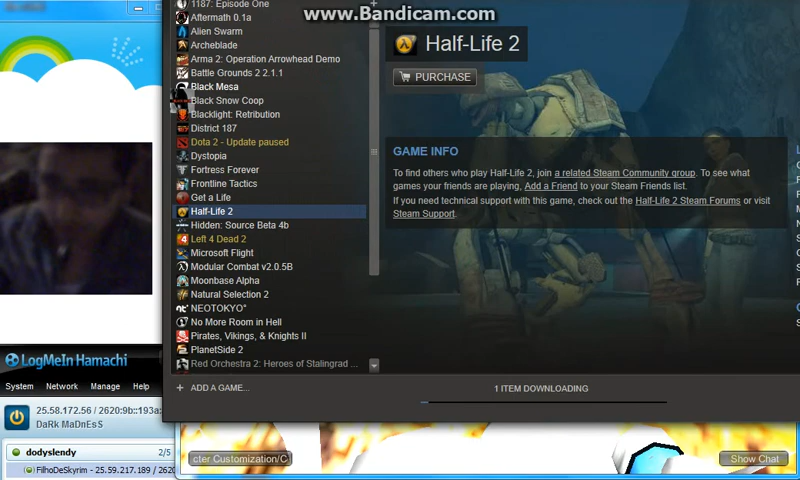 www.Bandicam.com
1187: Episode One
Aftermath 0.1a
Alien Swarm
Archeblade
Arma 2: Operation Arrowhead Demo
Battle Grounds 2 2.1.1
Black Mesa
Black Snow Coop
Blacklight: Retribution
District 187
Dota 2 - Update paused
Dystopia
Fortress Forever
Frontline Tactics
Get a Life
Half-Life 2
Hidden: Source Beta 4b
Left 4 Dead 2
Microsoft Flight
Modular Combat v2.0.5B
Moonbase Alpha
Natural Selection 2
NEOTOKYO°
No More Room in Hell
Pirates, Vikings, & Knights II
PlanetSide 2
Red Orchestra 2: Heroes of Stalingrad ...
+ ADD A GAME...
Half-Life 2
PURCHASE
GAME INFO
To find others who play Half-Life 2, join a related Steam Community group. To see
what games your friends are playing, Add a Friend to your Steam Friends list.
If you need technical support with this game, check out the Half-Life 2 Steam Forums or visit
Steam Support.
1 ITEM DOWNLOADING
LogMeIn Hamachi
System Network Manage Help
25.58.172.56 / 2620:9b::193a:
DaRk MaDnEsS
dodyslendy 2/5
FilhoDeSkyrim - 25.59.217.189 / 2620
cter Customization/C
Show Chat